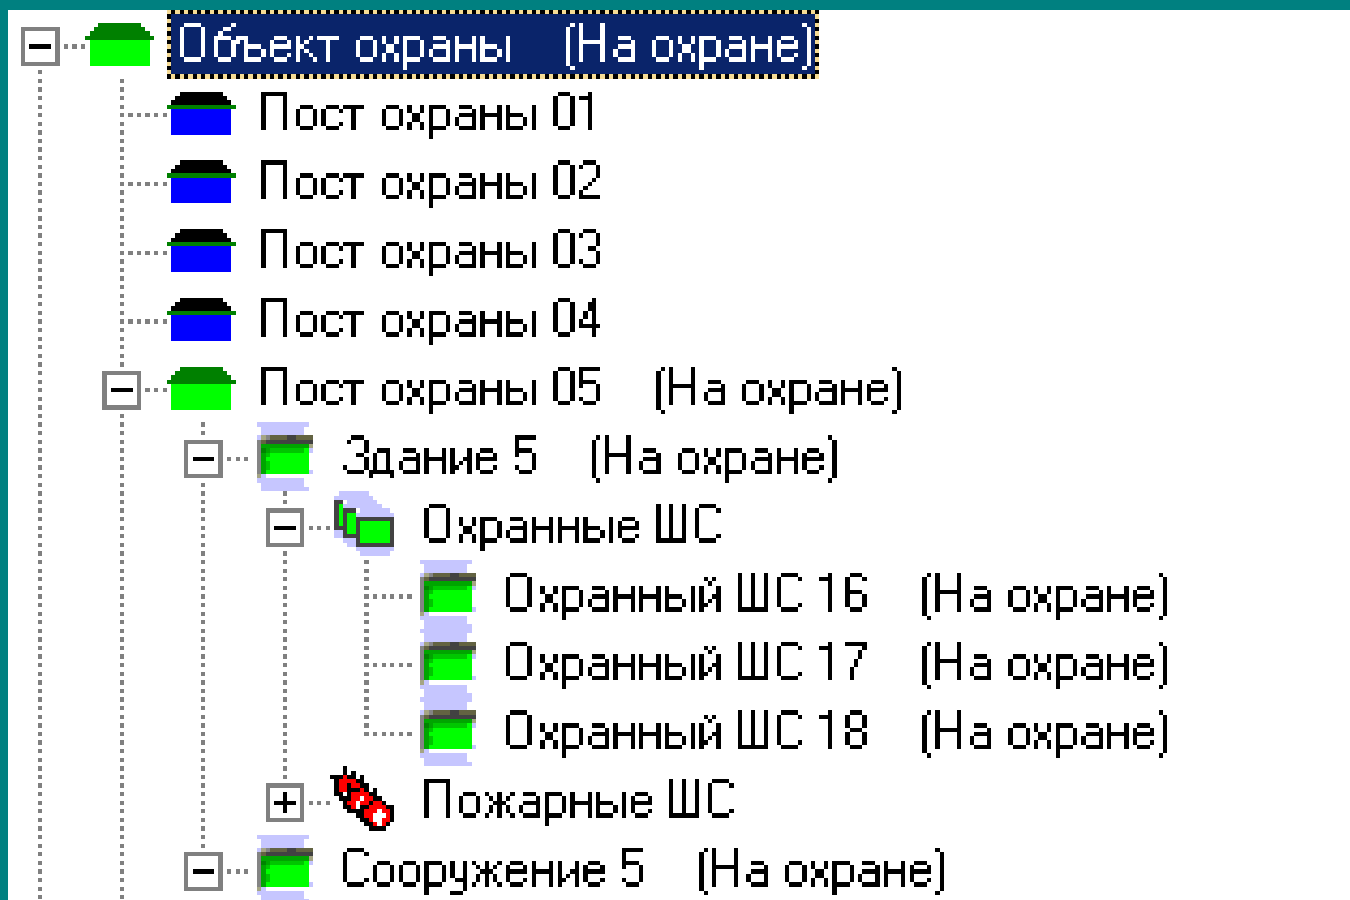 Объект охраны (На охране)
Пост охраны 01
Пост охраны 02
Пост охраны 03
Пост охраны 04
Пост охраны 05 (На охране)
Здание 5 (На охране)
Охранные ШС
Охранный ШС 16 (На охране)
Охранный ШС 17 (На охране)
Охранный ШС 18 (На охране)
Пожарные ШС
Сооружение 5 (На охране)